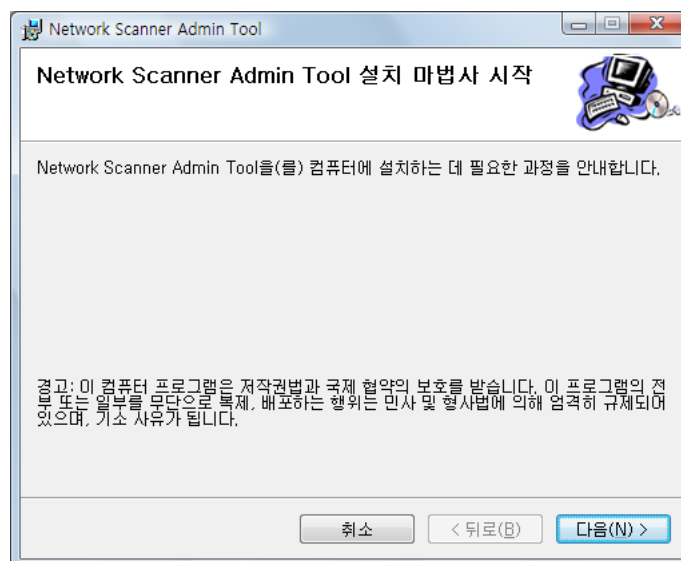 Network Scanner Admin Tool
Network Scanner Admin Tool 설치 마법사 시작
Network Scanner Admin Tool을(를) 컴퓨터에 설치하는 데 필요한 과정을 안내합니다.
경고: 이 컴퓨터 프로그램은 저작권법과 국제 협약의 보호를 받습니다. 이 프로그램의 전
부 또는 일부를 무단으로 복제, 배포하는 행위는 민사 및 형사법에 의해 엄격히 규제되어
있으며, 기소 사유가 됩니다.
취소 < 뒤로(B) 다음(N) >